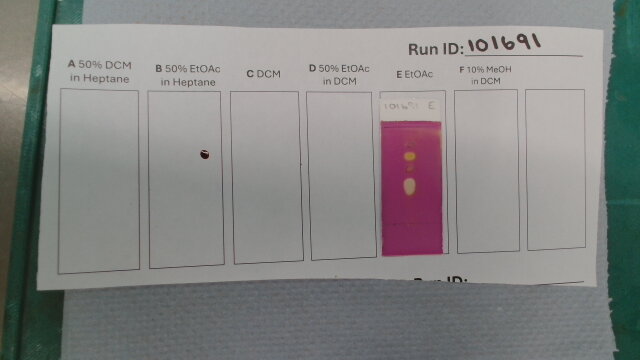 Run ID: 101691
A 50% DCM
in Heptane
B 50% EtOAc
in Heptane
C DCM
D 50% EtOAc
in DCM
E EtOAc
F 10% MeOH
in DCM
101691 E
Run ID: